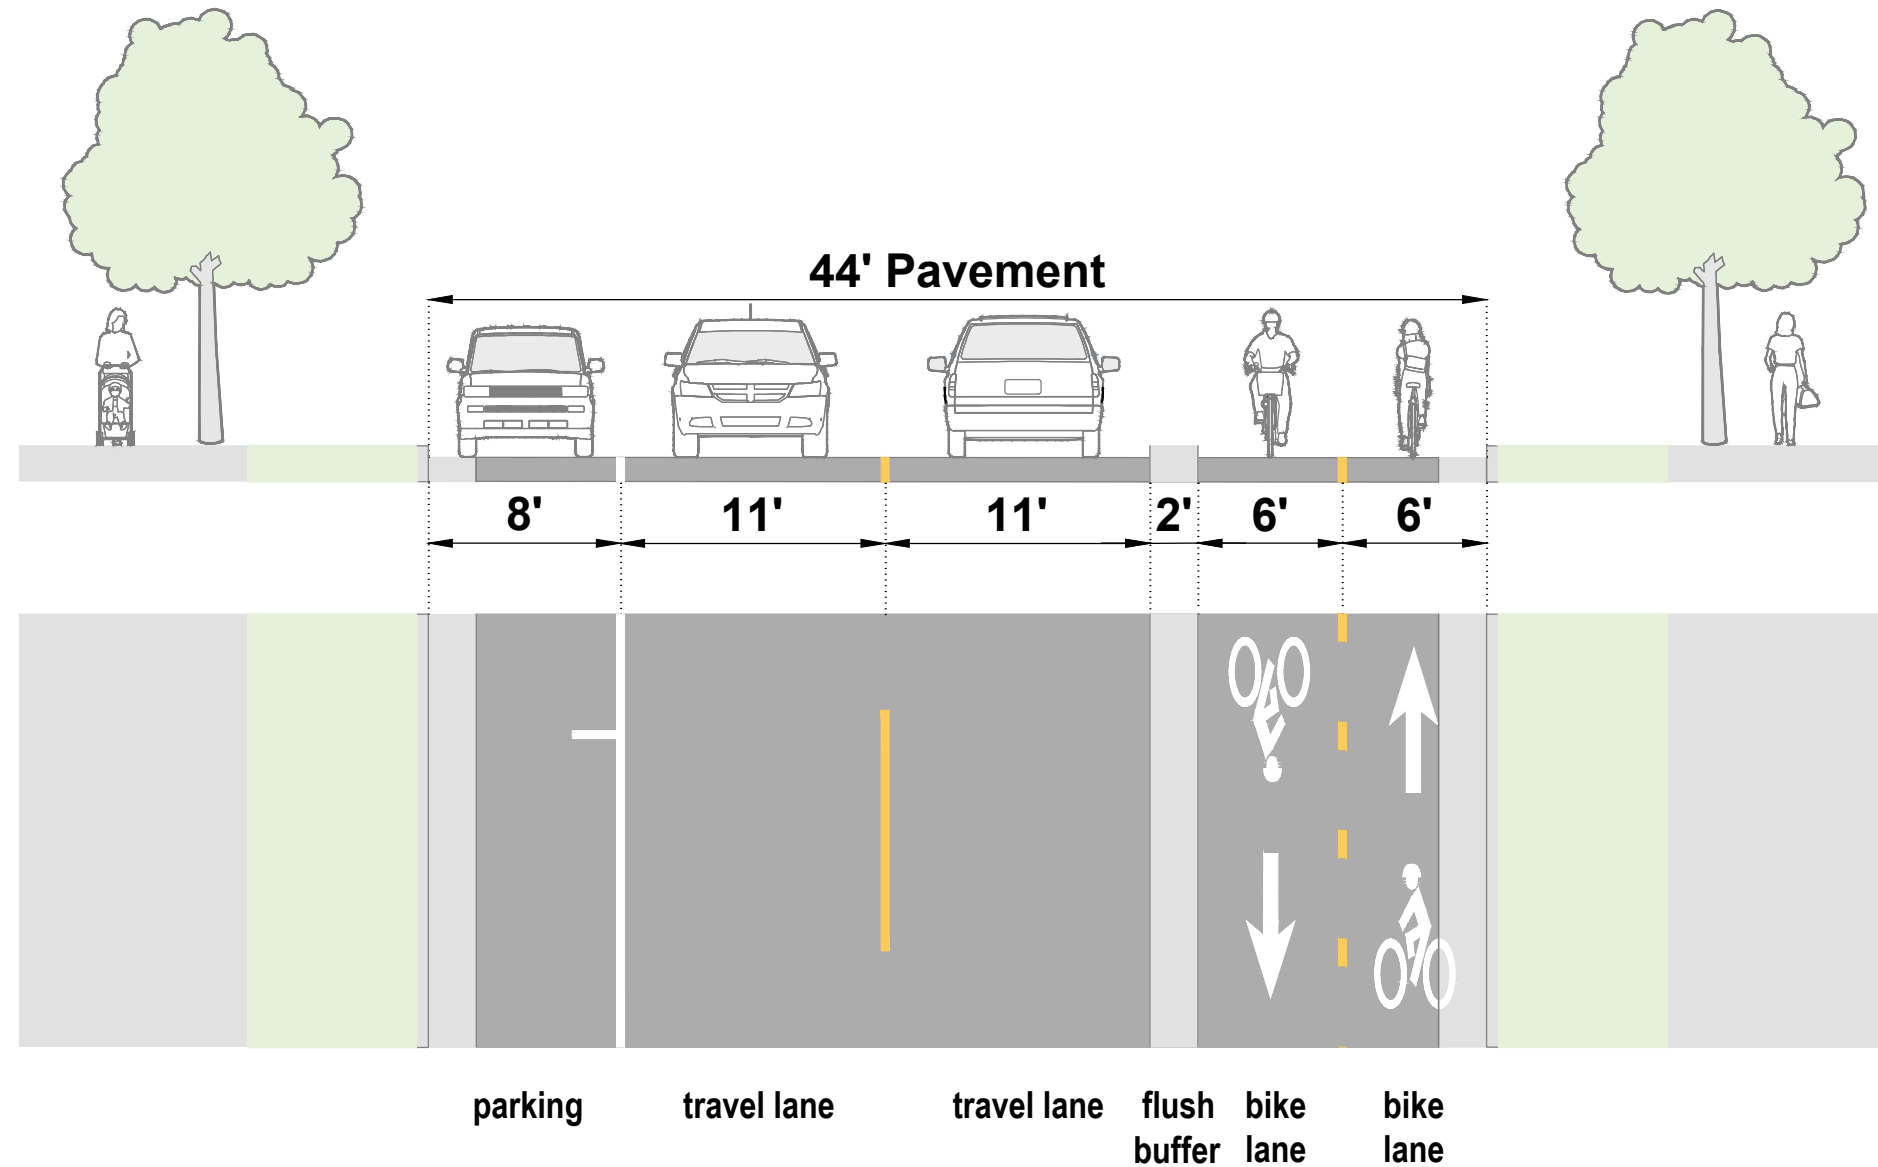 44' Pavement
8' 11' 11' 2' 6' 6'
parking travel lane travel lane flush bike bike
buffer lane lane